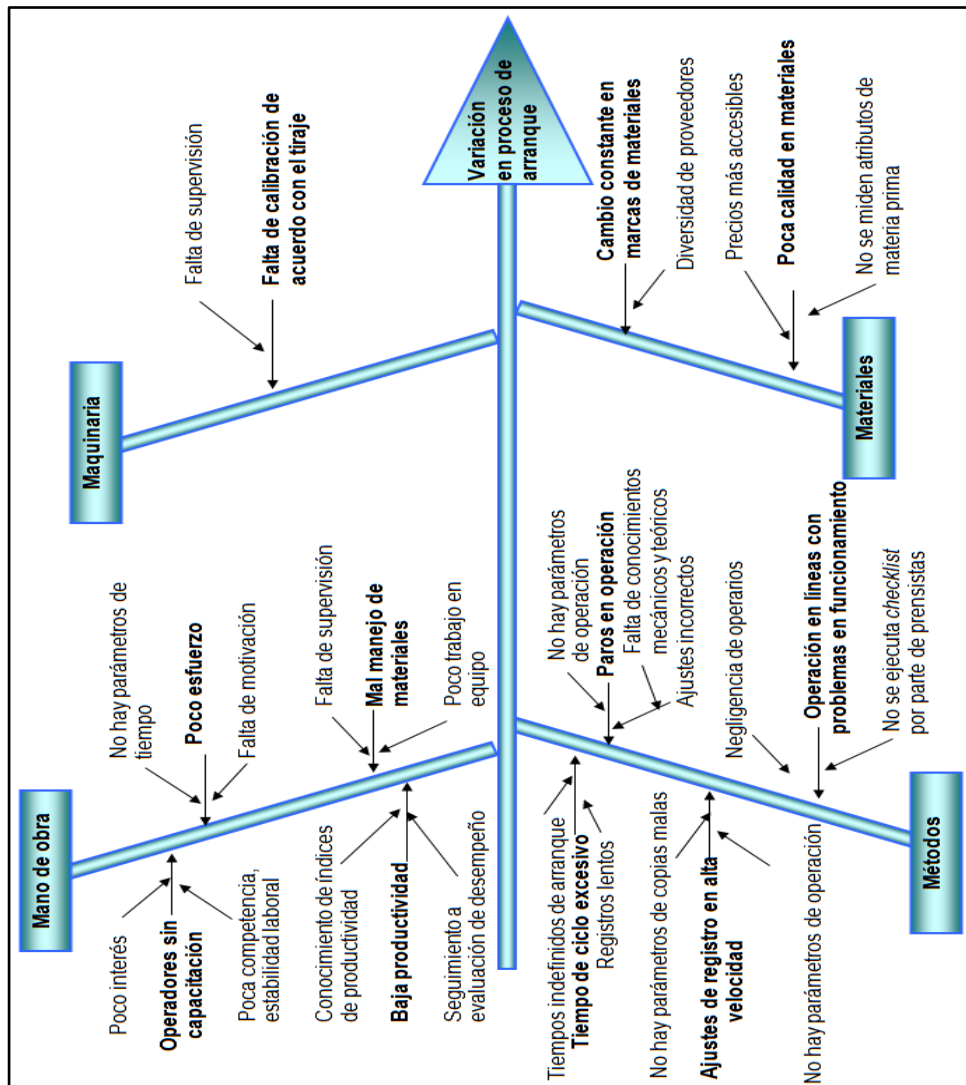 Mano de obra
Poco interés
Operadores sin
capacitación
Poca competencia,
estabilidad laboral
No hay parámetros de
tiempo
Poco esfuerzo
Falta de motivación
Conocimiento de índices
de productividad
Baja productividad
Seguimiento a
evaluación de desempeño
Falta de supervisión
Mal manejo de
materiales
Poco trabajo en
equipo
Maquinaria
Falta de supervisión
Falta de calibración de
acuerdo con el tiraje
Variación
en proceso de
arranque
Métodos
Tiempos indefinidos de arranque
Tiempo de ciclo excesivo
Registros lentos
No hay parámetros de copias malas
Ajustes de registro en alta
velocidad
No hay parámetros de operación
No hay parámetros
de operación
Paros en operación
Falta de conocimientos
mecánicos y teóricos
Ajustes incorrectos
Negligencia de operarios
Operación en líneas con
problemas en funcionamiento
No se ejecuta checklist
por parte de prensistas
Materiales
Cambio constante en
marcas de materiales
Diversidad de proveedores
Precios más accesibles
Poca calidad en materiales
No se miden atributos de
materia prima